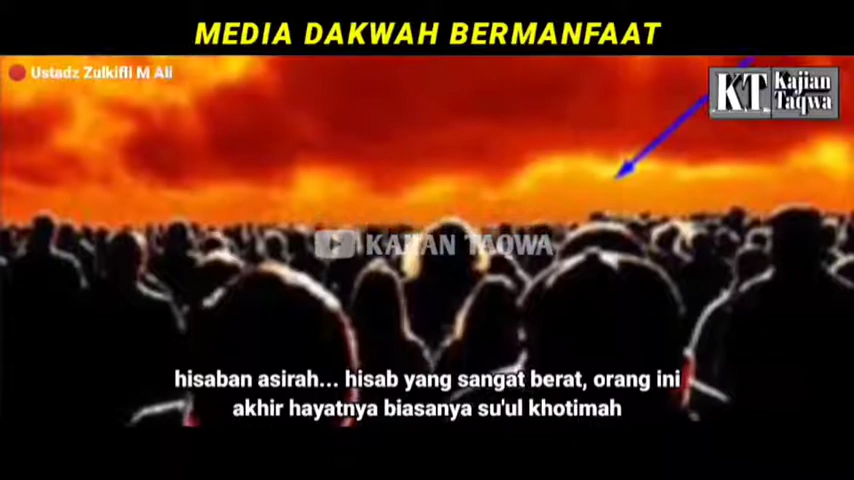 MEDIA DAKWAH BERMANFAAT
Ustadz Zulkifli M Ali
KT Kajian
Taqwa
KAJIAN TAQWA
hisaban asirah... hisab yang sangat berat, orang ini
akhir hayatnya biasanya su'ul khotimah